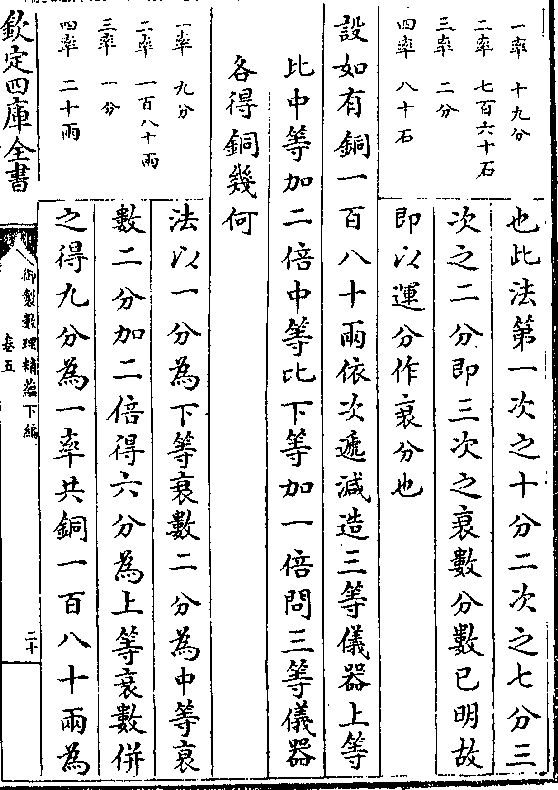 一率　十九分
二率　七百六十石
三率　二分
四率　八十石
也此法第一次之十分二次之七分三
次之二分即三次之衰數分數已明故
即以運分作衰分也
設如有銅一百八十兩依次遞減造三等儀器上等
比中等加二倍中等比下等加一倍問三等儀器
各得銅幾何
一率　九分
二率　一百八十兩
三率　一分
四率　二十兩
法以一分為下等衰數二分為中等衰
數二分加二倍得六分為上等衰數併
之得九分為一率共銅一百八十兩為
欽定四庫全書
御製數理精蘊下編
卷五
二十